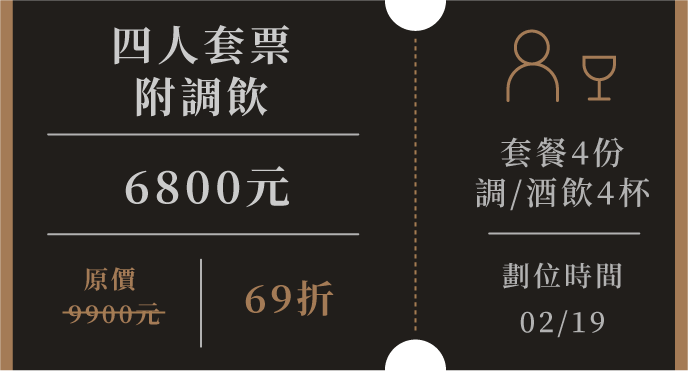 四人套票
附調飲
6800元
原價
9900元
69折
套餐4份
調/酒飲4杯
劃位時間
02/19